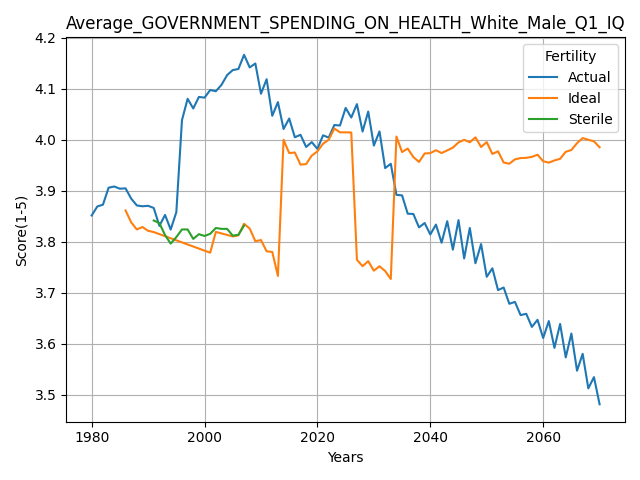 Average_GOVERNMENT_SPENDING_ON_HEALTH_White_Male_Q1_IQ
Fertility
Actual
Ideal
Sterile
Score(1-5)
4.2
4.1
4.0
3.9
3.8
3.7
3.6
3.5
1980 2000 2020 2040 2060
Years